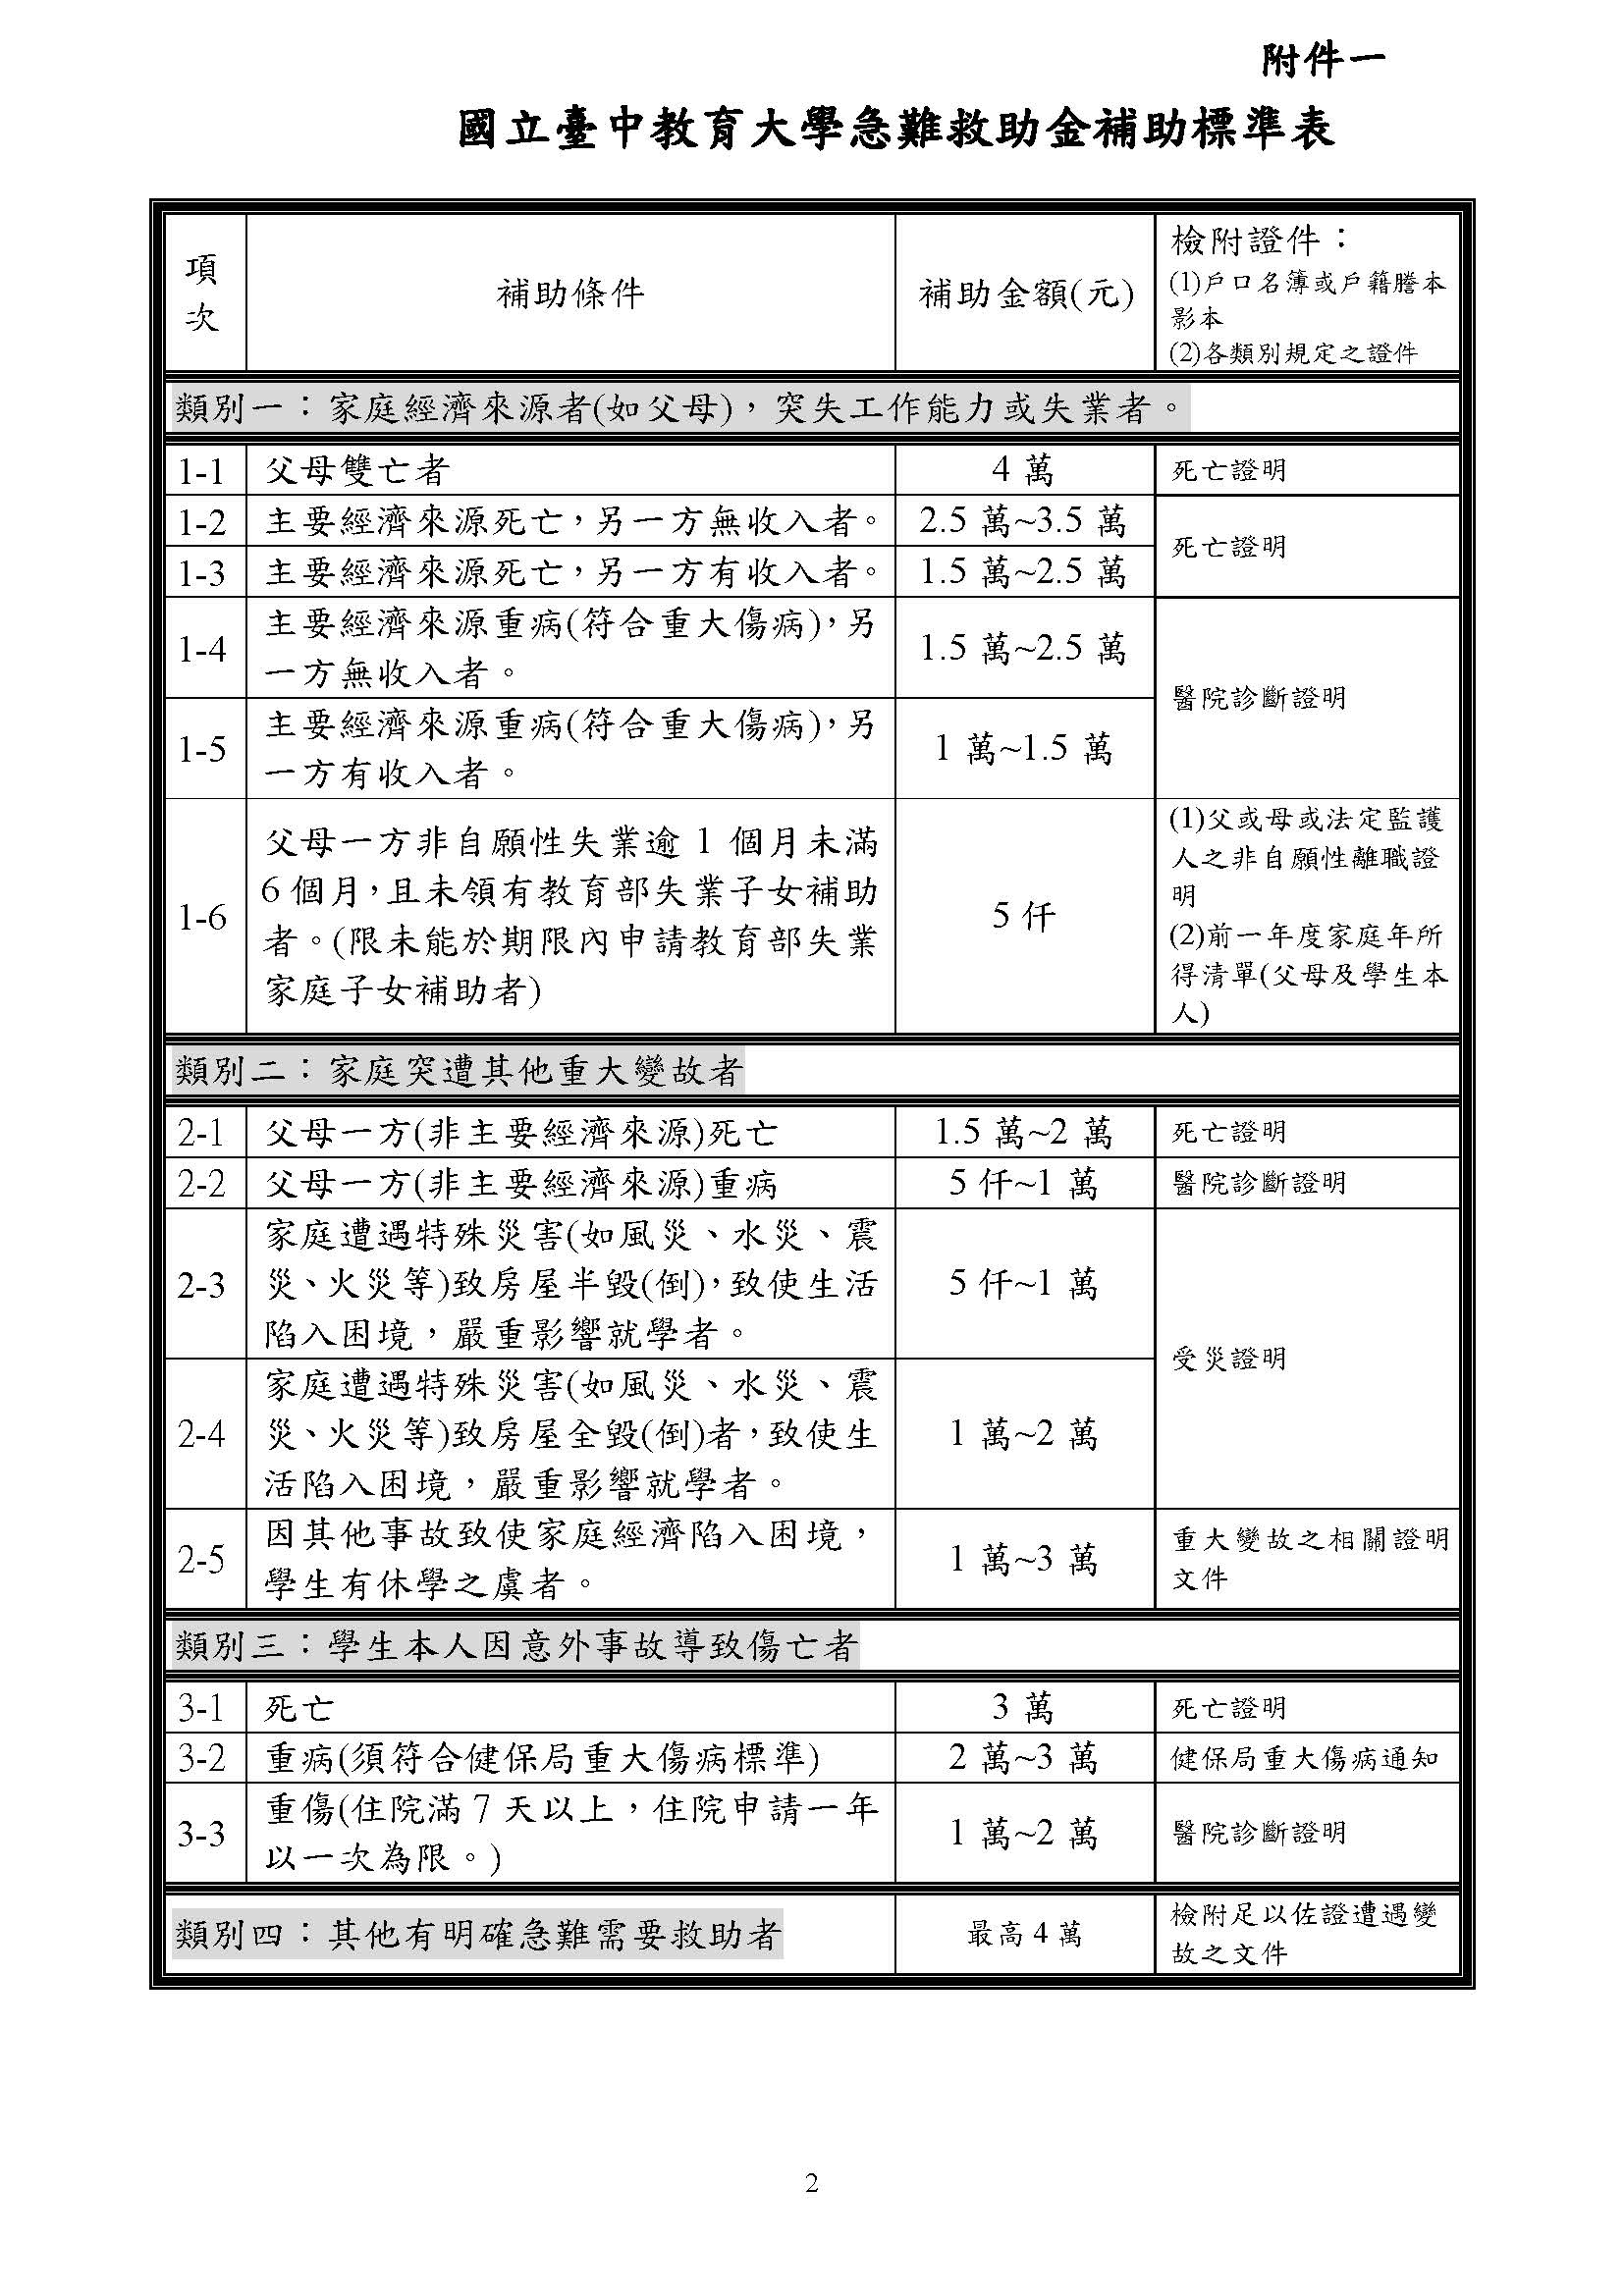 附件一
國立臺中教育大學急難救助金補助標準表
項
次
補助條件
補助金額(元)
檢附證件：
(1)戶口名簿或戶籍謄本
影本
(2)各類別規定之證件
類別一：家庭經濟來源者(如父母)，突失工作能力或失業者。
1-1
父母雙亡者
4 萬
死亡證明
1-2
主要經濟來源死亡，另一方無收入者。
2.5 萬~3.5 萬
死亡證明
1-3
主要經濟來源死亡，另一方有收入者。
1.5 萬~2.5 萬
1-4
主要經濟來源重病(符合重大傷病)，另
一方無收入者。
1.5 萬~2.5 萬
醫院診斷證明
1-5
主要經濟來源重病(符合重大傷病)，另
一方有收入者。
1 萬~1.5 萬
1-6
父母一方非自願性失業逾 1 個月未滿
6 個月，且未領有教育部失業子女補助
者。(限未能於期限內申請教育部失業
家庭子女補助者)
5 仟
(1)父或母或法定監護
人之非自願性離職證
明
(2)前一年度家庭年所
得清單(父母及學生本
人)
類別二：家庭突遭其他重大變故者
2-1
父母一方(非主要經濟來源)死亡
1.5 萬~2 萬
死亡證明
2-2
父母一方(非主要經濟來源)重病
5 仟~1 萬
醫院診斷證明
2-3
家庭遭遇特殊災害(如風災、水災、震
災、火災等)致房屋半毀(倒)，致使生活
陷入困境，嚴重影響就學者。
5 仟~1 萬
受災證明
2-4
家庭遭遇特殊災害(如風災、水災、震
災、火災等)致房屋全毀(倒)者，致使生
活陷入困境，嚴重影響就學者。
1 萬~2 萬
2-5
因其他事故致使家庭經濟陷入困境，
學生有休學之虞者。
1 萬~3 萬
重大變故之相關證明
文件
類別三：學生本人因意外事故導致傷亡者
3-1
死亡
3 萬
死亡證明
3-2
重病(須符合健保局重大傷病標準)
2 萬~3 萬
健保局重大傷病通知
3-3
重傷(住院滿 7 天以上，住院申請一年
以一次為限。)
1 萬~2 萬
醫院診斷證明
類別四：其他有明確急難需要救助者
最高 4 萬
檢附足以佐證遭遇變
故之文件
2